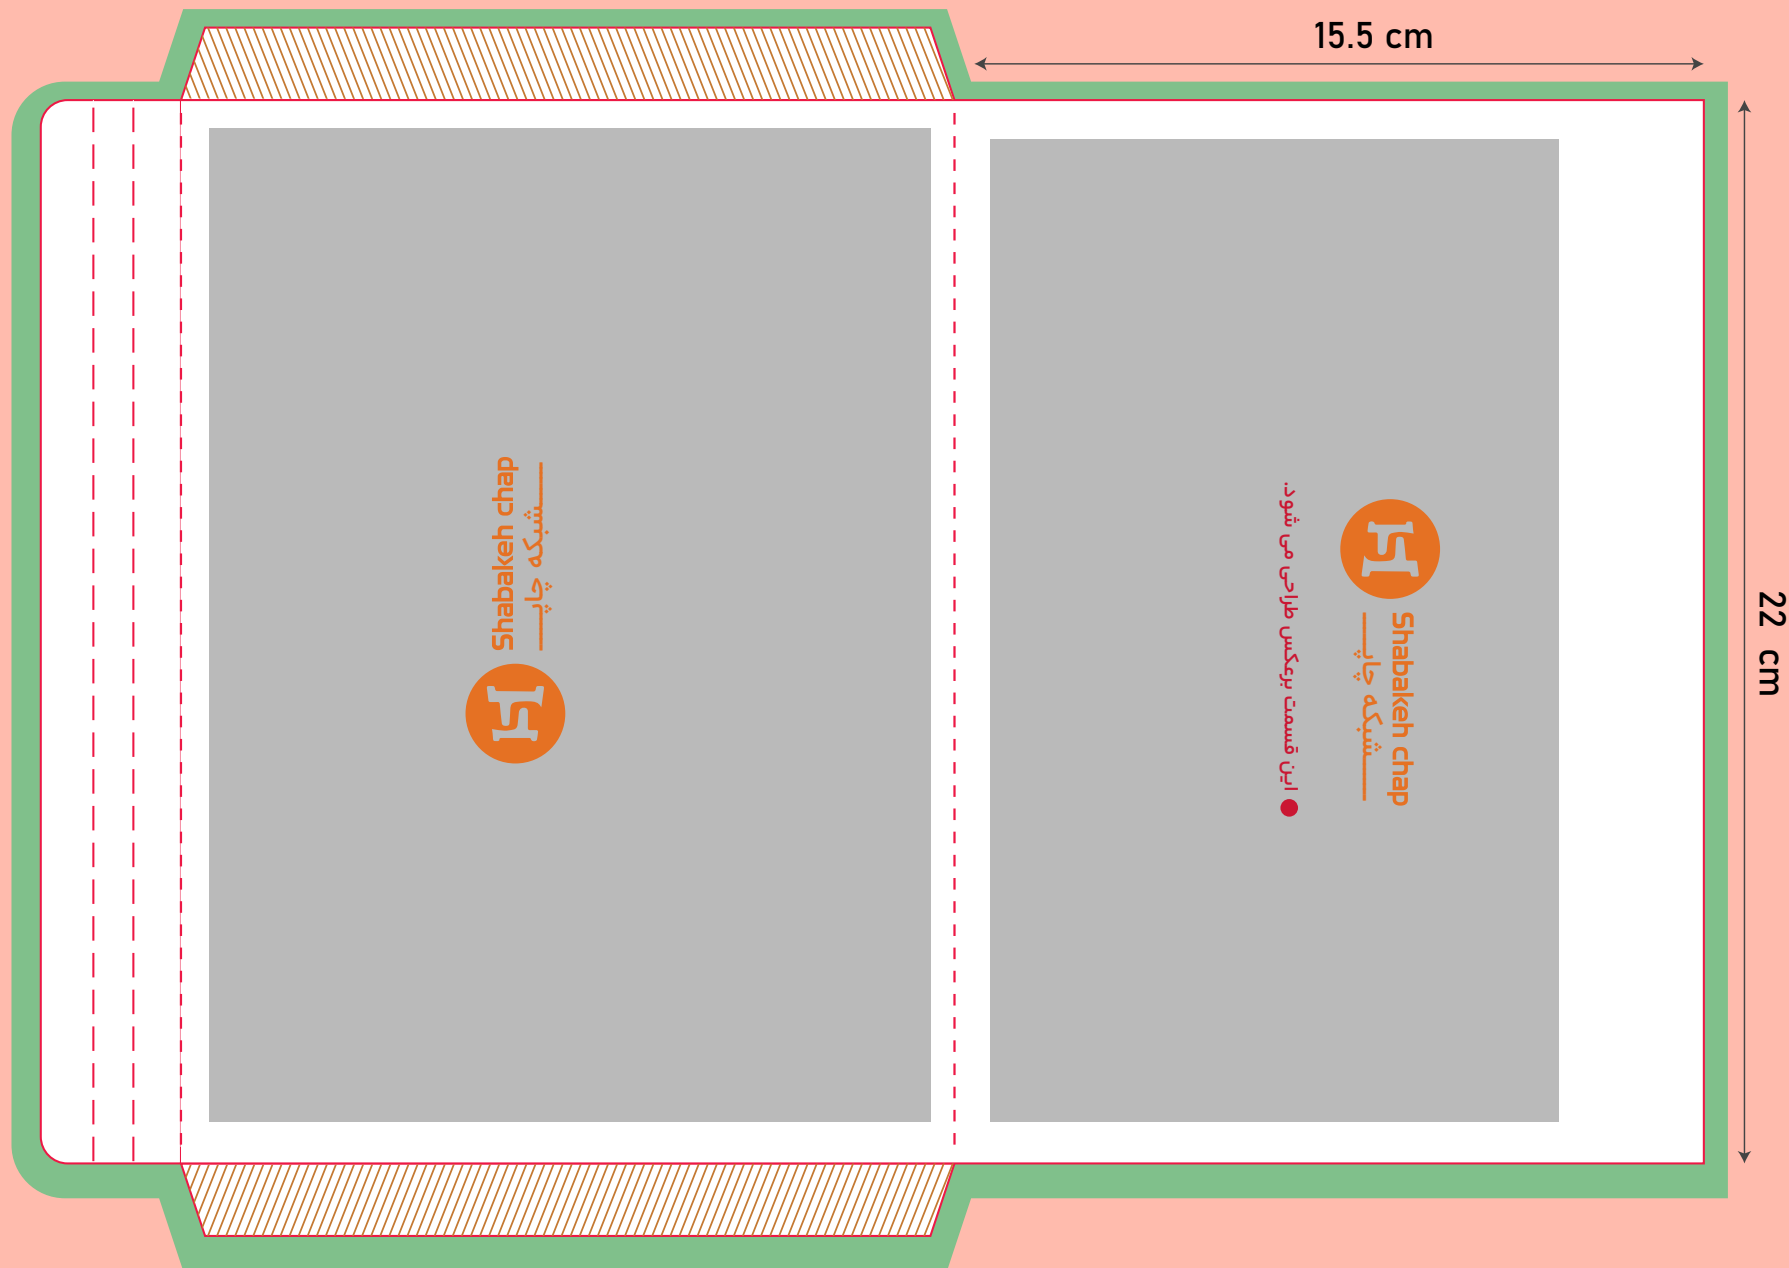 15.5 cm
22 cm
Shabakeh chap
شبکه چاپ
Shabakeh chap
شبکه چاپ
این قسمت برعکس طراحی می شود.